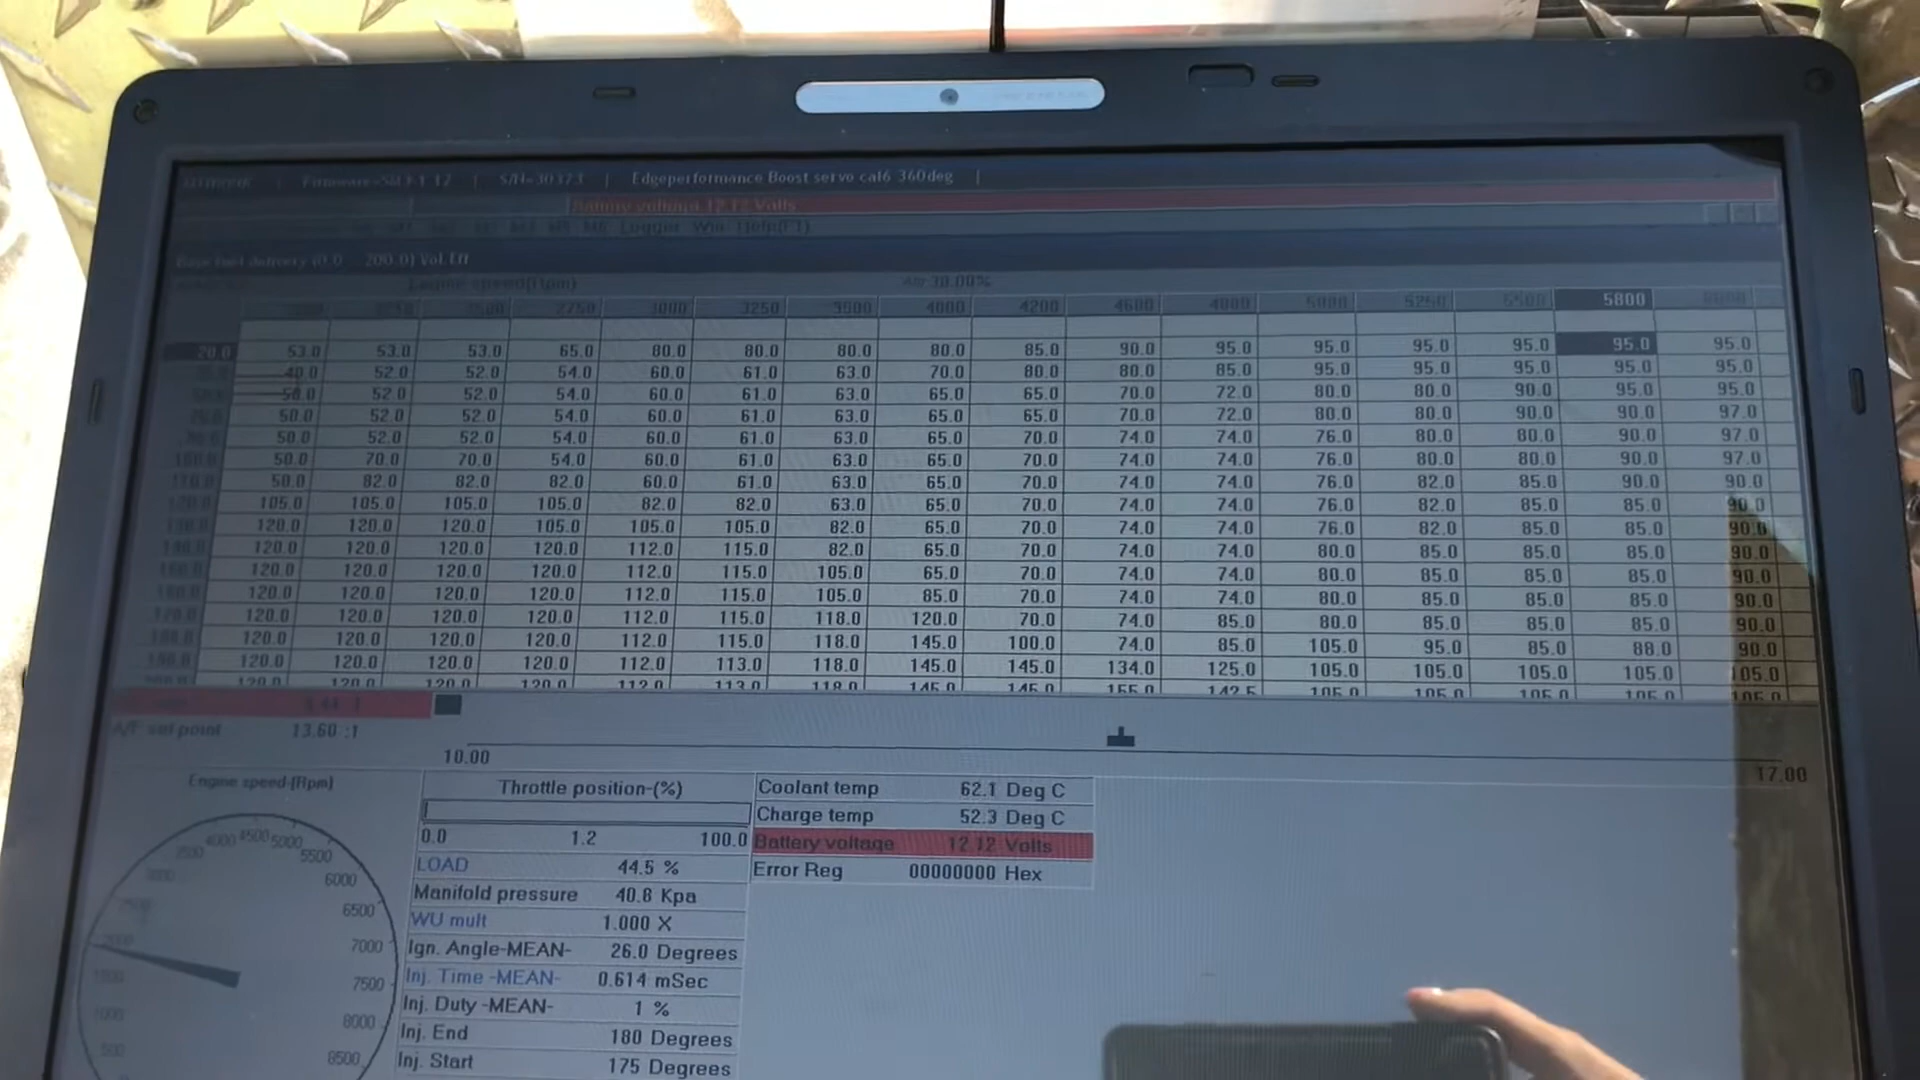 Edgeperformance Boost servo cal6 360deg
Battery voltage 12.12 Volts
Logger Win Help(F1)
Base fuel delivery (0.0 200.0) Vol.Eff
Engine speed(Rpm)
2750 3000 3250 3500 4000 4200 4600 4800 5000 5250 5500 5800
20.0 53.0 53.0 53.0 65.0 80.0 80.0 80.0 80.0 85.0 90.0 95.0 95.0 95.0 95.0 95.0 95.0
40.0 52.0 52.0 54.0 60.0 61.0 63.0 70.0 80.0 80.0 85.0 95.0 95.0 95.0 95.0 95.0
50.0 52.0 52.0 54.0 60.0 61.0 63.0 65.0 65.0 70.0 72.0 80.0 80.0 90.0 95.0 95.0
50.0 52.0 52.0 54.0 60.0 61.0 63.0 65.0 65.0 70.0 72.0 80.0 80.0 90.0 90.0 97.0
50.0 52.0 52.0 54.0 60.0 61.0 63.0 65.0 70.0 74.0 74.0 76.0 80.0 80.0 90.0 97.0
50.0 70.0 70.0 54.0 60.0 61.0 63.0 65.0 70.0 74.0 74.0 76.0 80.0 80.0 90.0 97.0
50.0 82.0 82.0 82.0 60.0 61.0 63.0 65.0 70.0 74.0 74.0 76.0 82.0 85.0 90.0 90.0
105.0 105.0 105.0 105.0 82.0 82.0 63.0 65.0 70.0 74.0 74.0 76.0 82.0 85.0 85.0 90.0
120.0 120.0 120.0 105.0 105.0 105.0 82.0 65.0 70.0 74.0 74.0 76.0 82.0 85.0 85.0 90.0
120.0 120.0 120.0 120.0 112.0 115.0 82.0 65.0 70.0 74.0 74.0 80.0 85.0 85.0 85.0 90.0
120.0 120.0 120.0 120.0 112.0 115.0 105.0 65.0 70.0 74.0 74.0 80.0 85.0 85.0 85.0 90.0
120.0 120.0 120.0 120.0 112.0 115.0 105.0 85.0 70.0 74.0 74.0 80.0 85.0 85.0 85.0 90.0
120.0 120.0 120.0 120.0 112.0 115.0 118.0 120.0 70.0 74.0 85.0 80.0 85.0 85.0 85.0 90.0
120.0 120.0 120.0 120.0 112.0 115.0 118.0 145.0 100.0 74.0 85.0 105.0 95.0 85.0 88.0 90.0
120.0 120.0 120.0 120.0 112.0 113.0 118.0 145.0 145.0 134.0 125.0 105.0 105.0 105.0 105.0 105.0
A/F set point 13.60 :1
10.00 17.00
Engine speed-(Rpm)
500 1000 1500 4000 4500 5000 5500 6000 6500 7000 7500 8000 8500
Throttle position-(%)
0.0 1.2 100.0
LOAD 44.5 %
Manifold pressure 40.8 Kpa
WU mult 1.000 X
Ign. Angle-MEAN- 26.0 Degrees
Inj. Time -MEAN- 0.614 mSec
Inj. Duty -MEAN- 1 %
Inj. End 180 Degrees
Inj. Start 175 Degrees
Coolant temp 62.1 Deg C
Charge temp 52.3 Deg C
Battery voltage 12.12 Volts
Error Reg 00000000 Hex